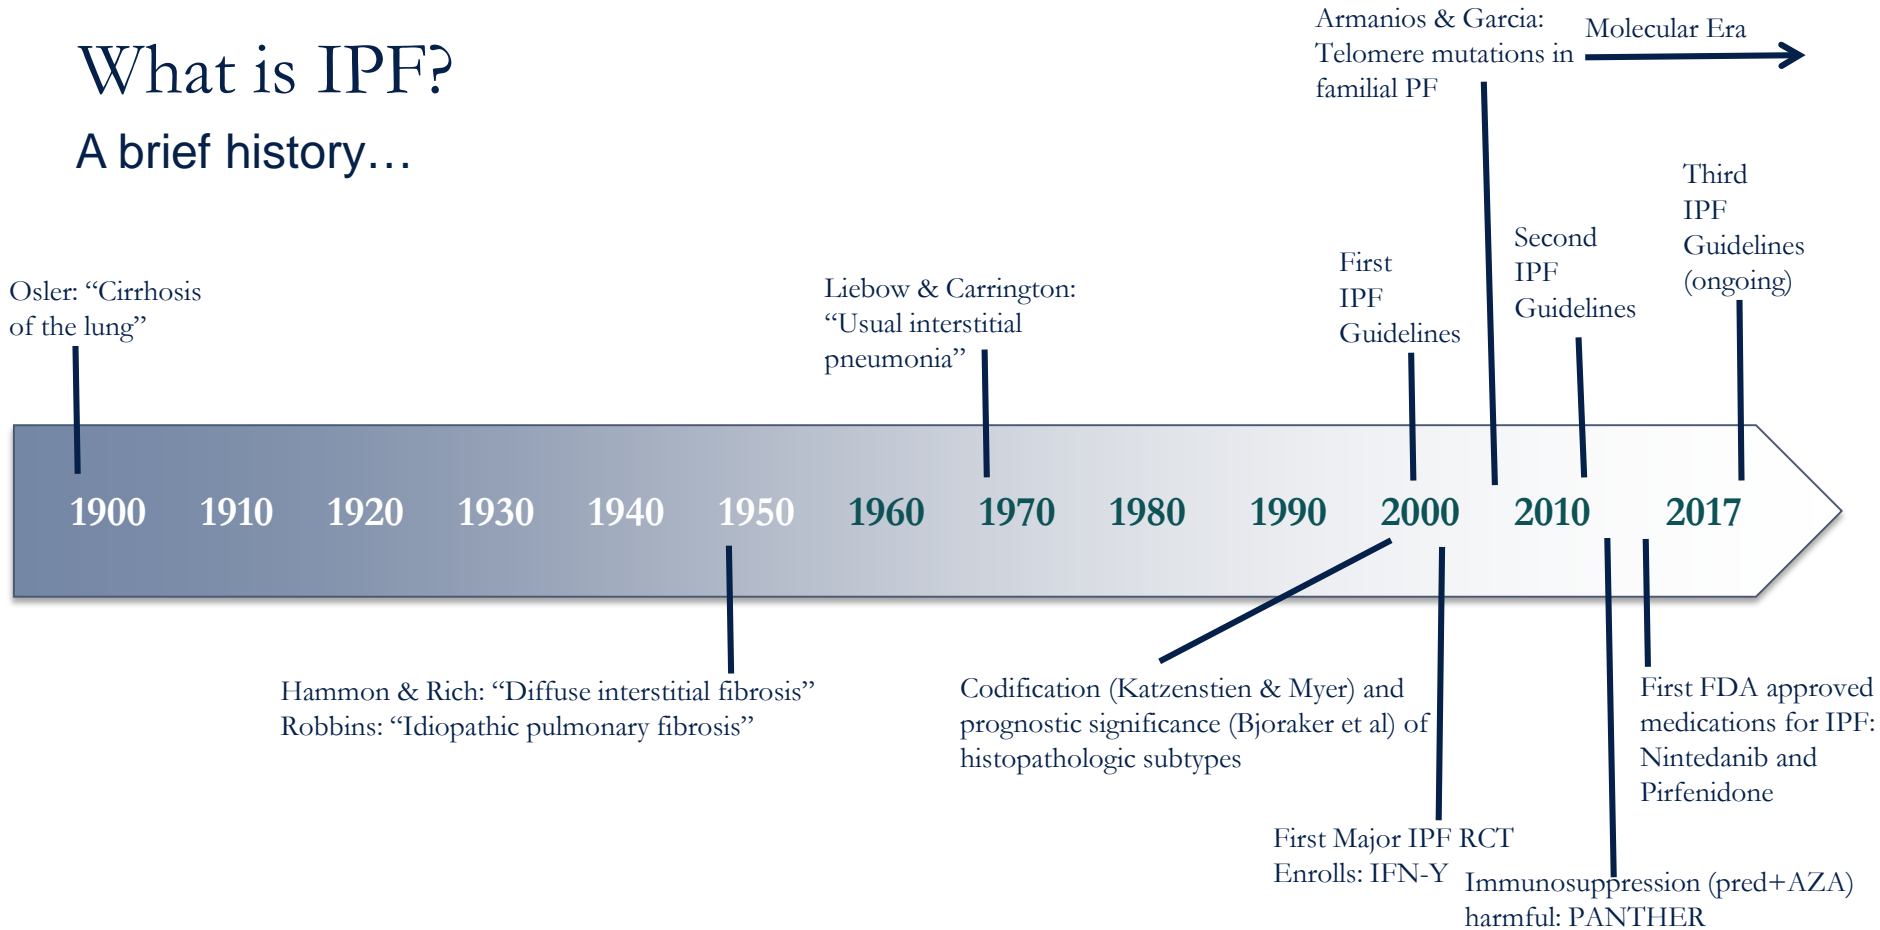 What is IPF?
A brief history…
Armanios & Garcia:
Telomere mutations in
familial PF
Molecular Era
Osler: “Cirrhosis
of the lung”
Liebow & Carrington:
“Usual interstitial
pneumonia”
First
IPF
Guidelines
Second
IPF
Guidelines
Third
IPF
Guidelines
(ongoing)
1900 1910 1920 1930 1940 1950 1960 1970 1980 1990 2000 2010 2017
Hammon & Rich: “Diffuse interstitial fibrosis”
Robbins: “Idiopathic pulmonary fibrosis”
Codification (Katzenstien & Myer) and
prognostic significance (Bjoraker et al) of
histopathologic subtypes
First Major IPF RCT
Enrolls: IFN-Y
Immunosuppression (pred+AZA)
harmful: PANTHER
First FDA approved
medications for IPF:
Nintedanib and
Pirfenidone